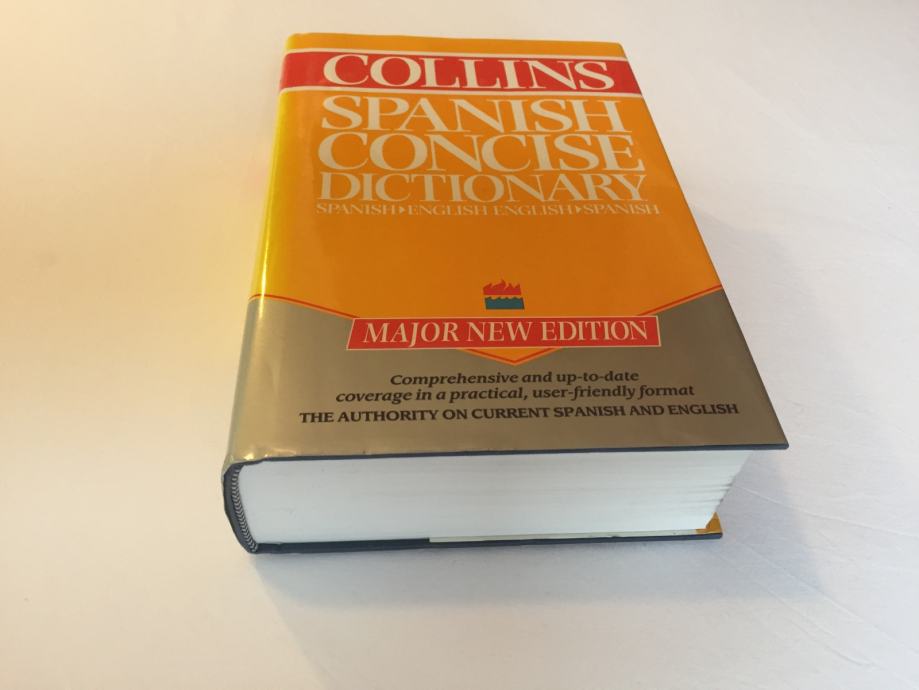 COLLINS
SPANISH
CONCISE
DICTIONARY
SPANISH▸ENGLISH ENGLISH▸SPANISH
MAJOR NEW EDITION
Comprehensive and up-to-date
coverage in a practical, user-friendly format
THE AUTHORITY ON CURRENT SPANISH AND ENGLISH